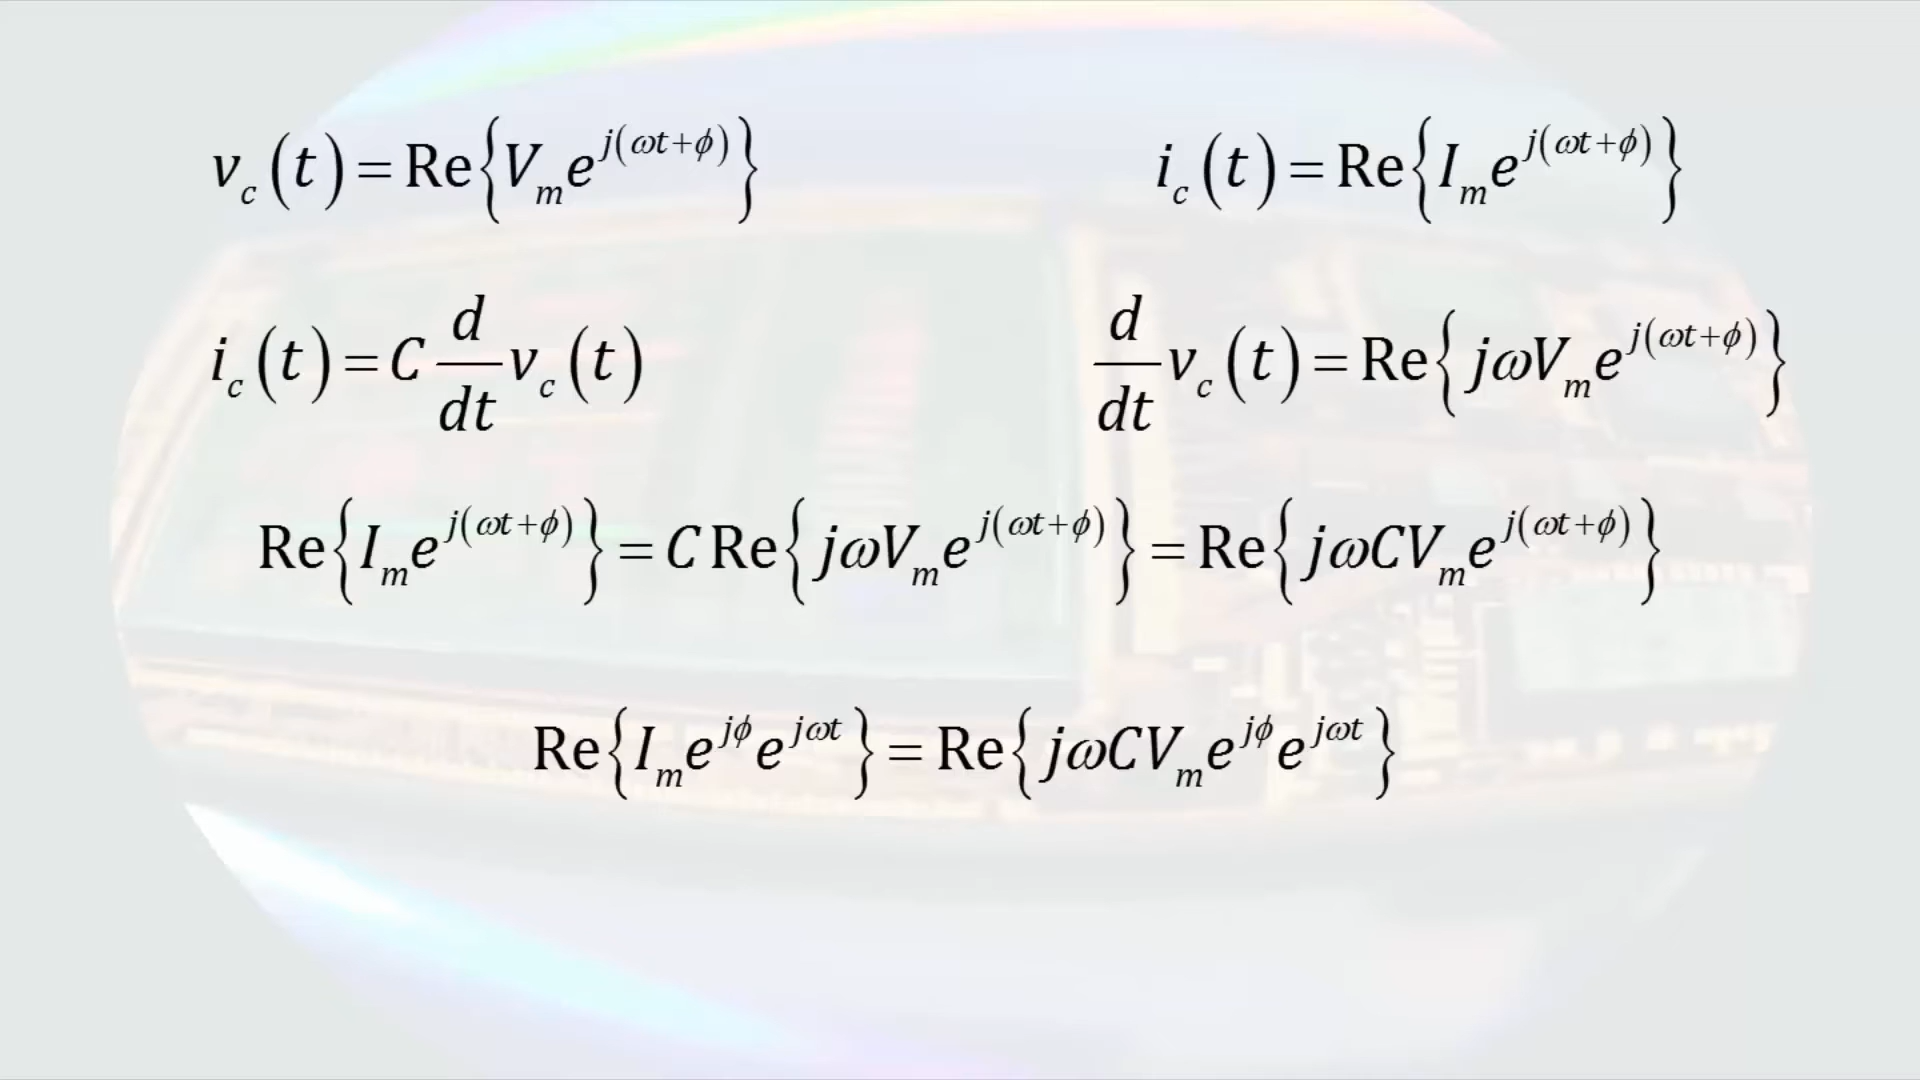 v_c(t) = Re{V_m e^{j(ωt+ϕ)}}
i_c(t) = Re{I_m e^{j(ωt+ϕ)}}
i_c(t) = C d/dt v_c(t)
d/dt v_c(t) = Re{jωV_m e^{j(ωt+ϕ)}}
Re{I_m e^{j(ωt+ϕ)}} = C Re{jωV_m e^{j(ωt+ϕ)}} = Re{jωCV_m e^{j(ωt+ϕ)}}
Re{I_m e^{jϕ} e^{jωt}} = Re{jωCV_m e^{jϕ} e^{jωt}}